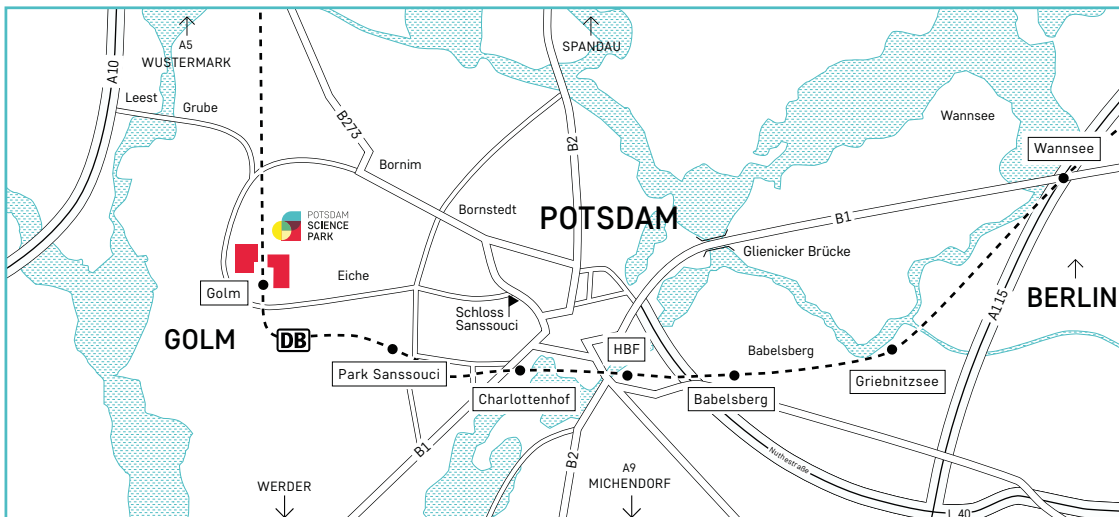 A5
WUSTERMARK
SPANDAU
A10
Leest
Grube
B273
Bornim
B2
Wannsee
Wannsee
POTSDAM
SCIENCE
PARK
Bornstedt
POTSDAM
B1
Glienicker Brücke
Eiche
Golm
Schloss
Sanssouci
BERLIN
A115
GOLM
DB
HBF
Babelsberg
Park Sanssouci
Griebnitzsee
Charlottenhof
Babelsberg
B1
B2
Nuthestraße
A9
MICHENDORF
WERDER
L 40